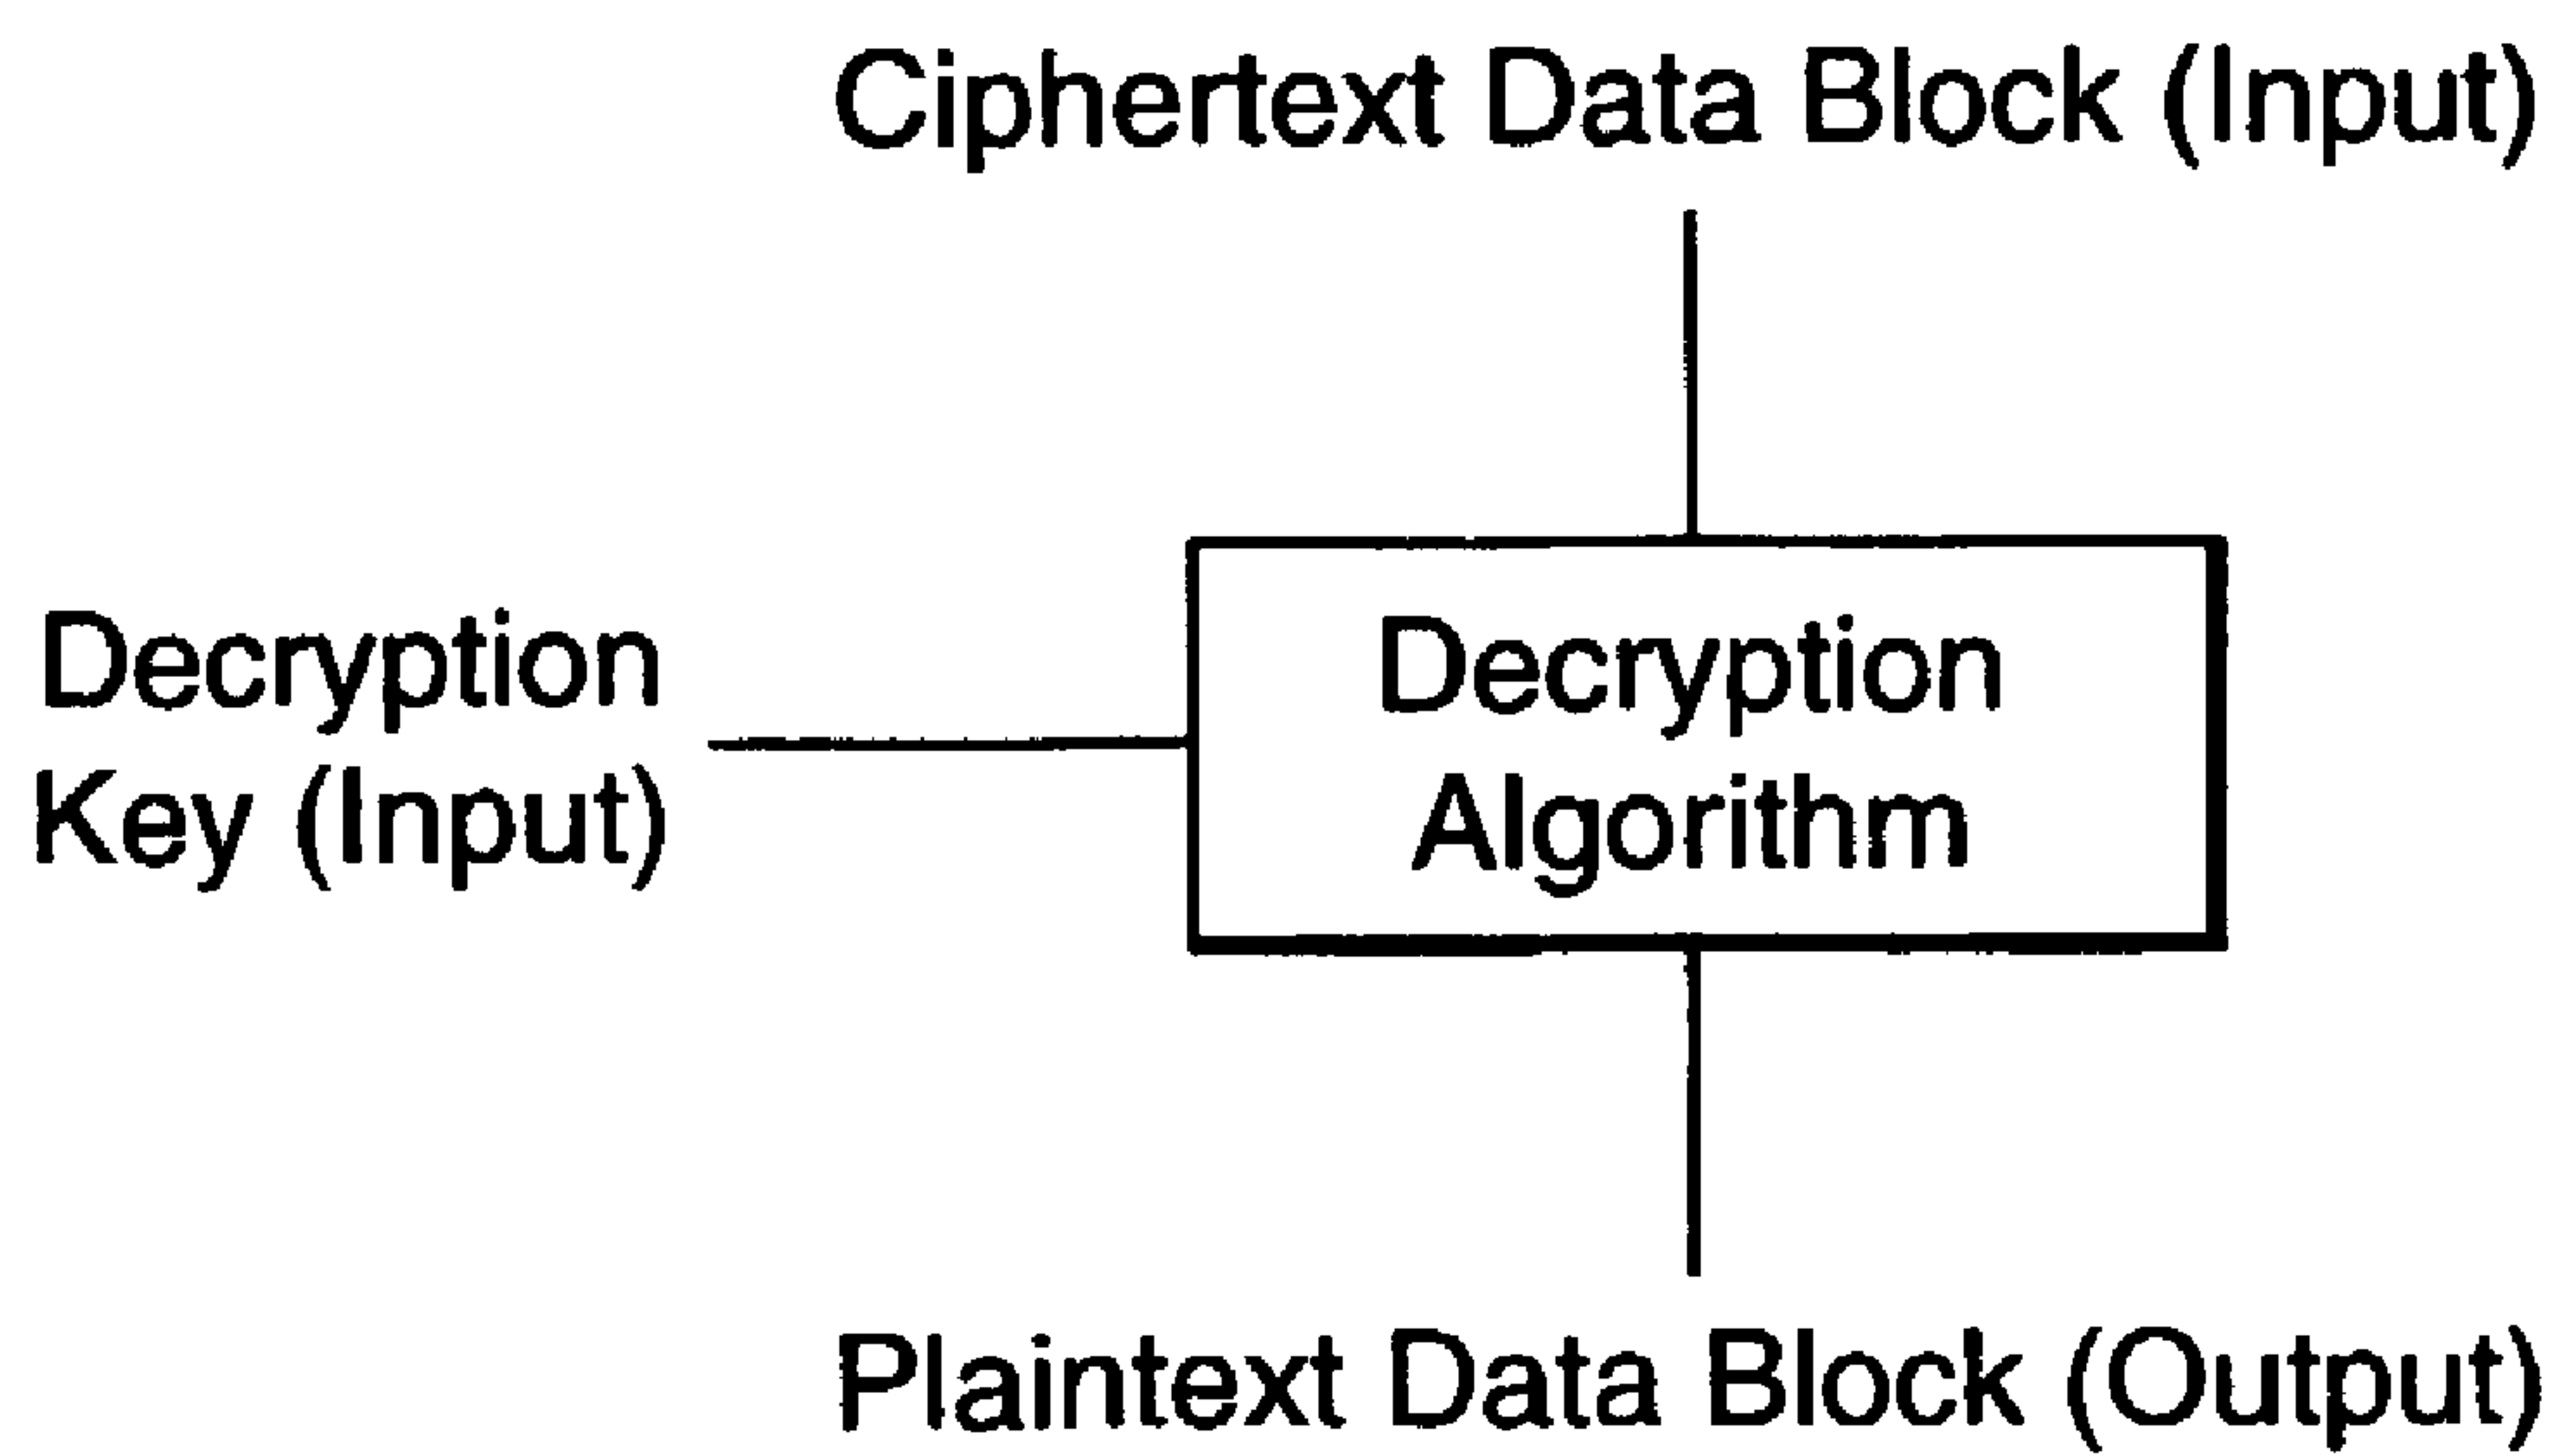 Ciphertext Data Block (Input)
Decryption
Key (Input)
Decryption
Algorithm
Plaintext Data Block (Output)